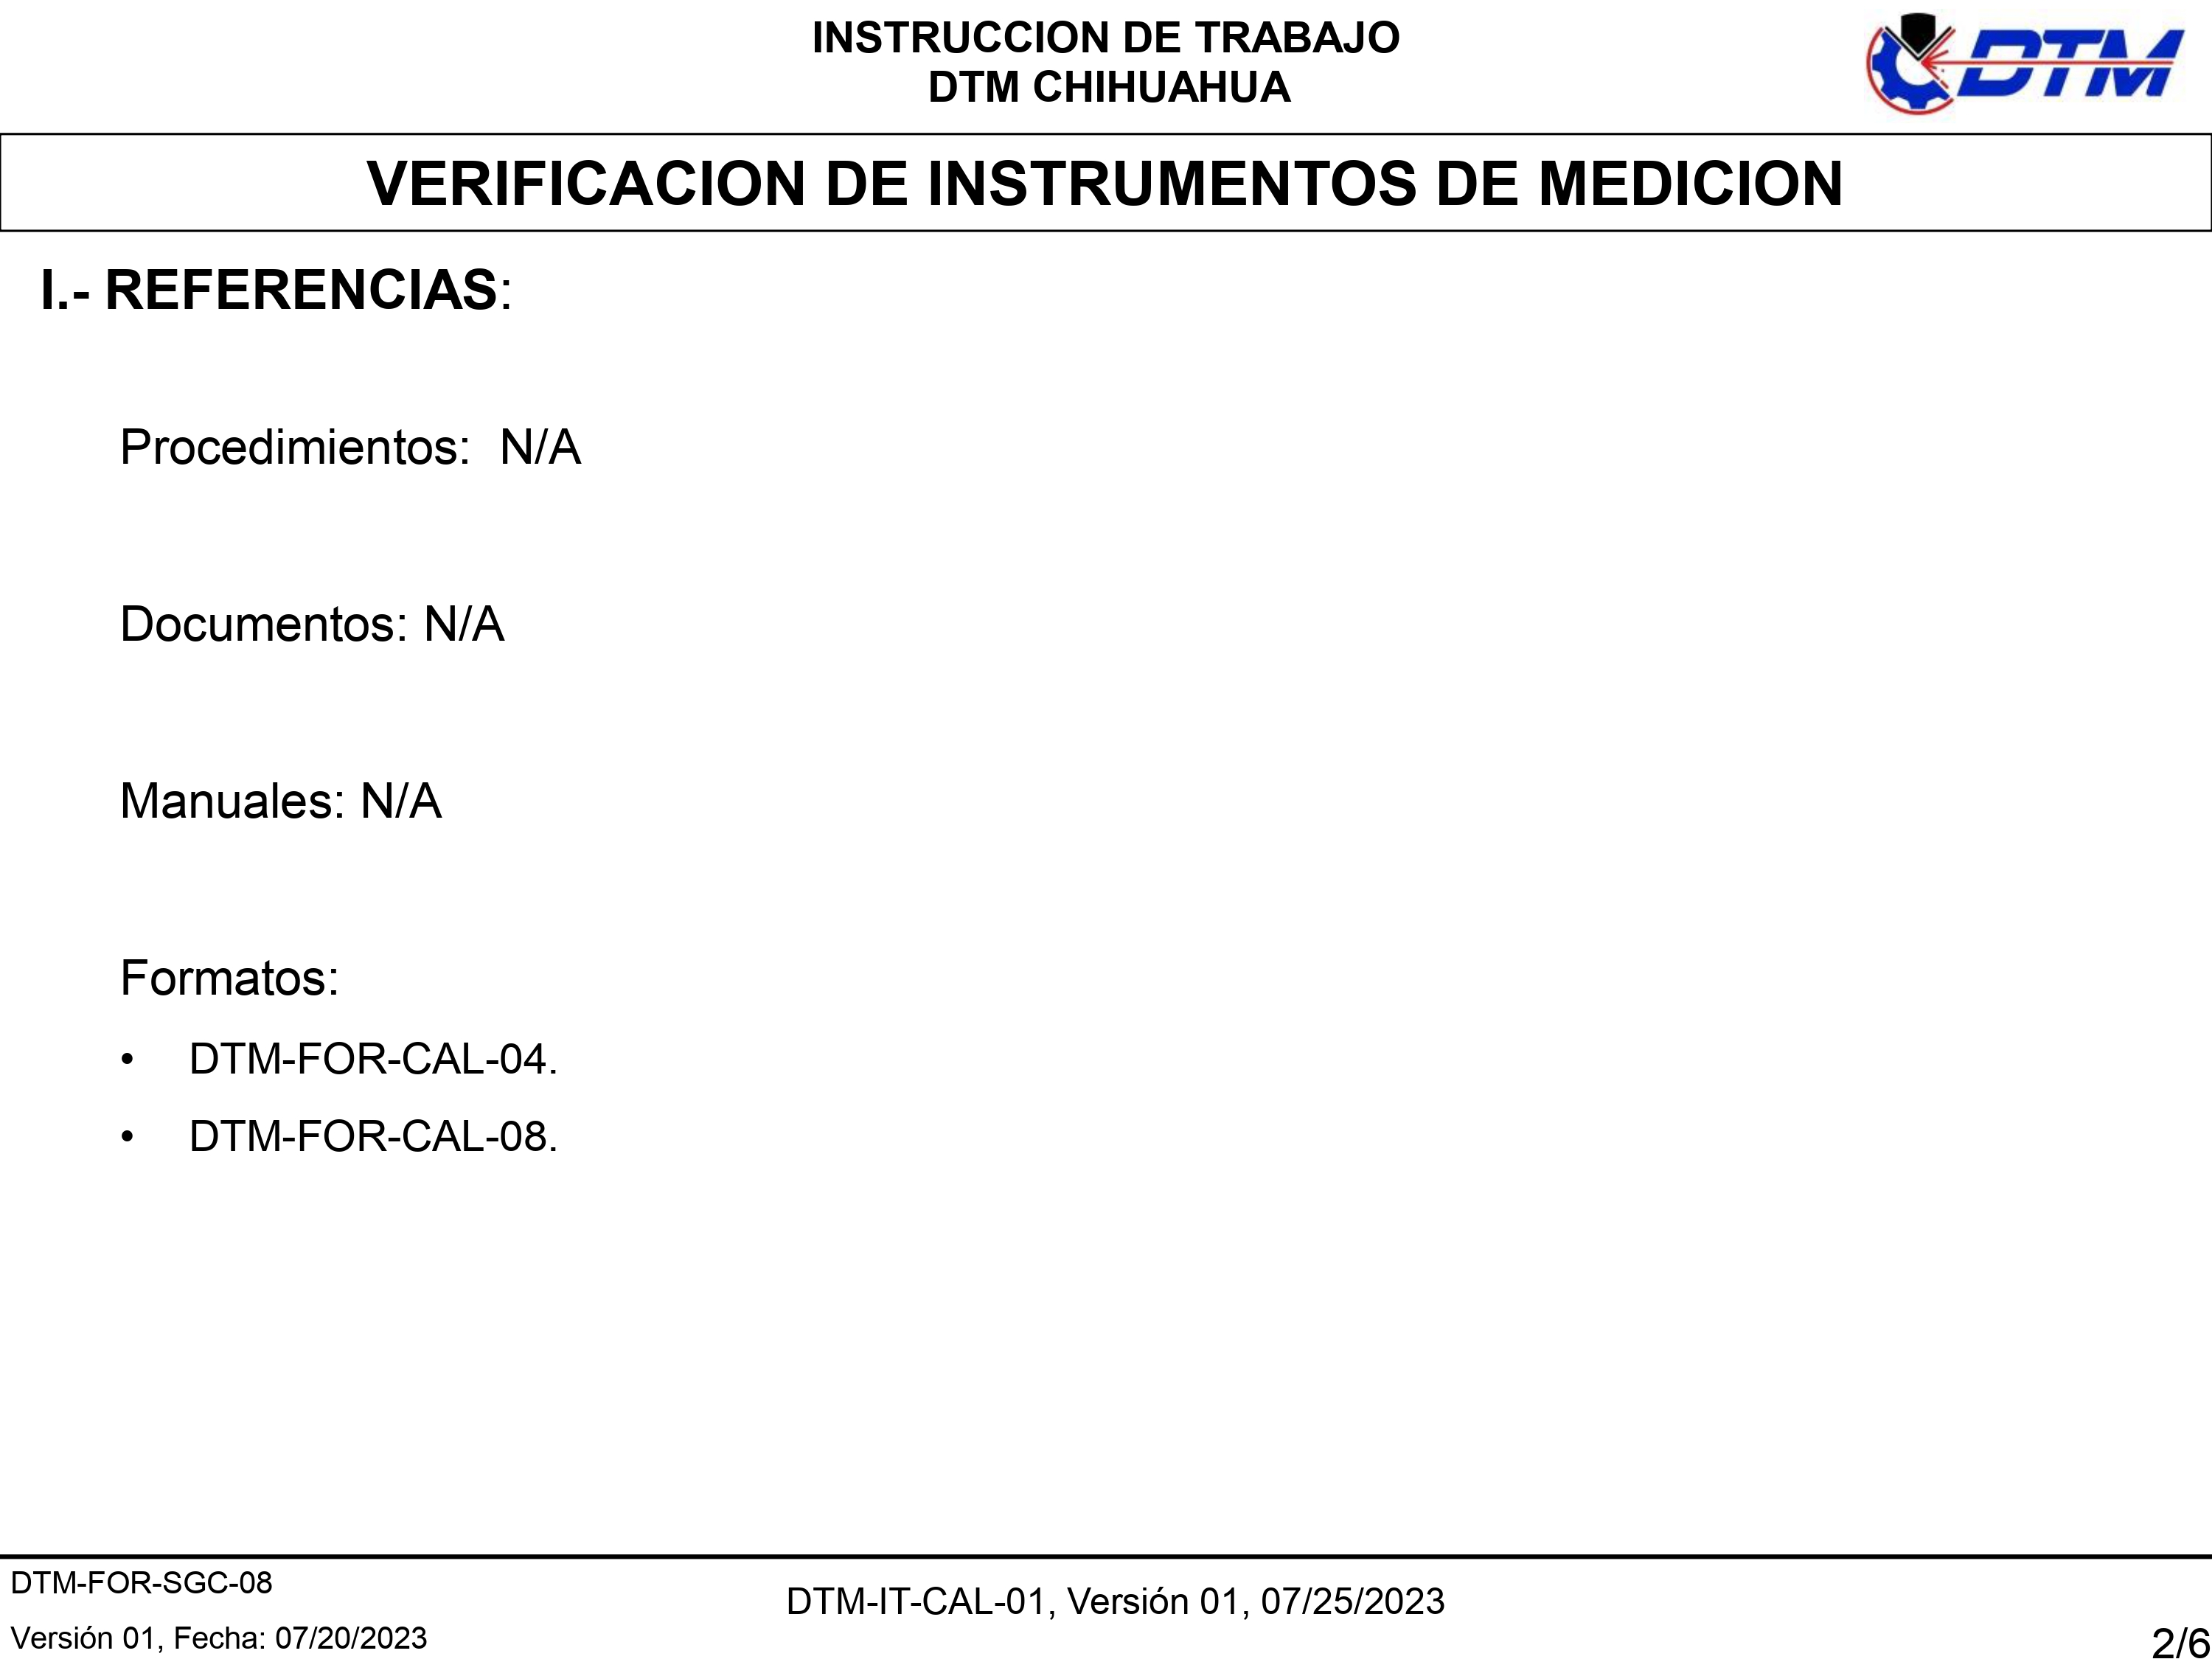 INSTRUCCION DE TRABAJO
DTM CHIHUAHUA
DTM
VERIFICACION DE INSTRUMENTOS DE MEDICION
I.- REFERENCIAS:
Procedimientos:  N/A
Documentos: N/A
Manuales: N/A
Formatos:
• DTM-FOR-CAL-04.
• DTM-FOR-CAL-08.
DTM-FOR-SGC-08
Versión 01, Fecha: 07/20/2023
DTM-IT-CAL-01, Versión 01, 07/25/2023
2/6